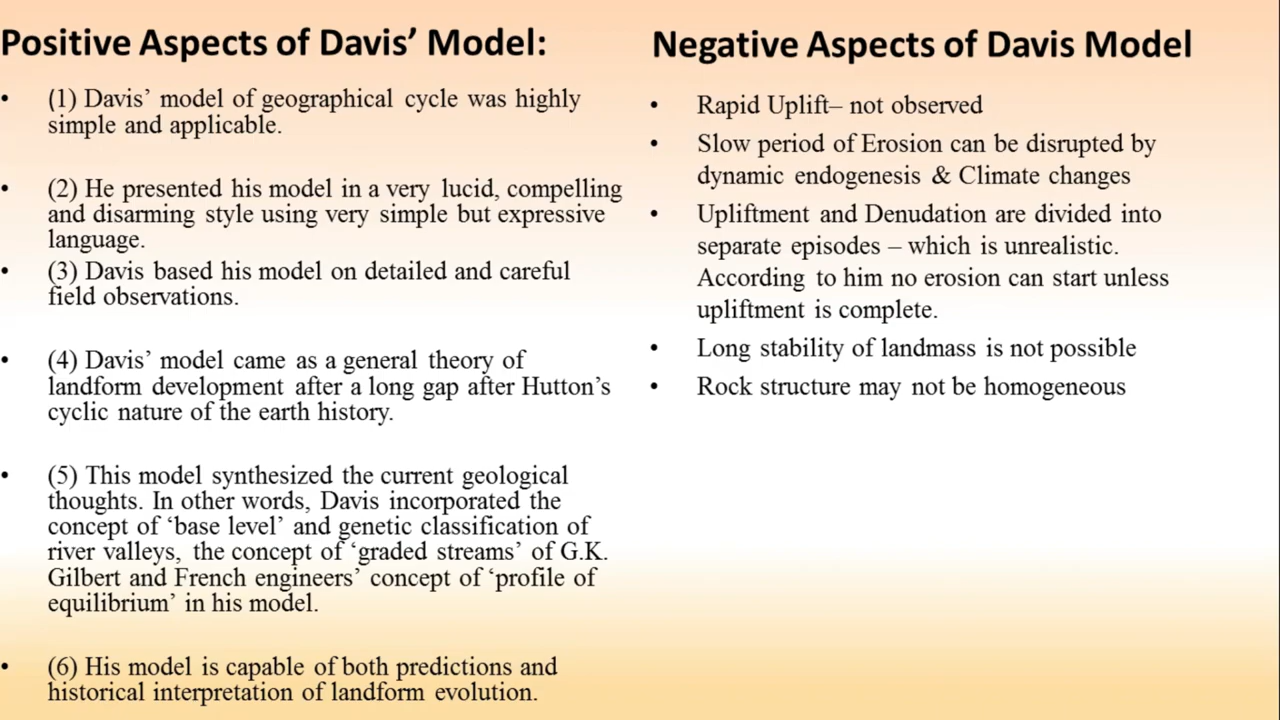 Positive Aspects of Davis’ Model:
• (1) Davis’ model of geographical cycle was highly
simple and applicable.
• (2) He presented his model in a very lucid, compelling
and disarming style using very simple but expressive
language.
• (3) Davis based his model on detailed and careful
field observations.
• (4) Davis’ model came as a general theory of
landform development after a long gap after Hutton’s
cyclic nature of the earth history.
• (5) This model synthesized the current geological
thoughts. In other words, Davis incorporated the
concept of ‘base level’ and genetic classification of
river valleys, the concept of ‘graded streams’ of G.K.
Gilbert and French engineers’ concept of ‘profile of
equilibrium’ in his model.
• (6) His model is capable of both predictions and
historical interpretation of landform evolution.
Negative Aspects of Davis Model
• Rapid Uplift– not observed
• Slow period of Erosion can be disrupted by
dynamic endogenesis & Climate changes
• Upliftment and Denudation are divided into
separate episodes – which is unrealistic.
According to him no erosion can start unless
upliftment is complete.
• Long stability of landmass is not possible
• Rock structure may not be homogeneous